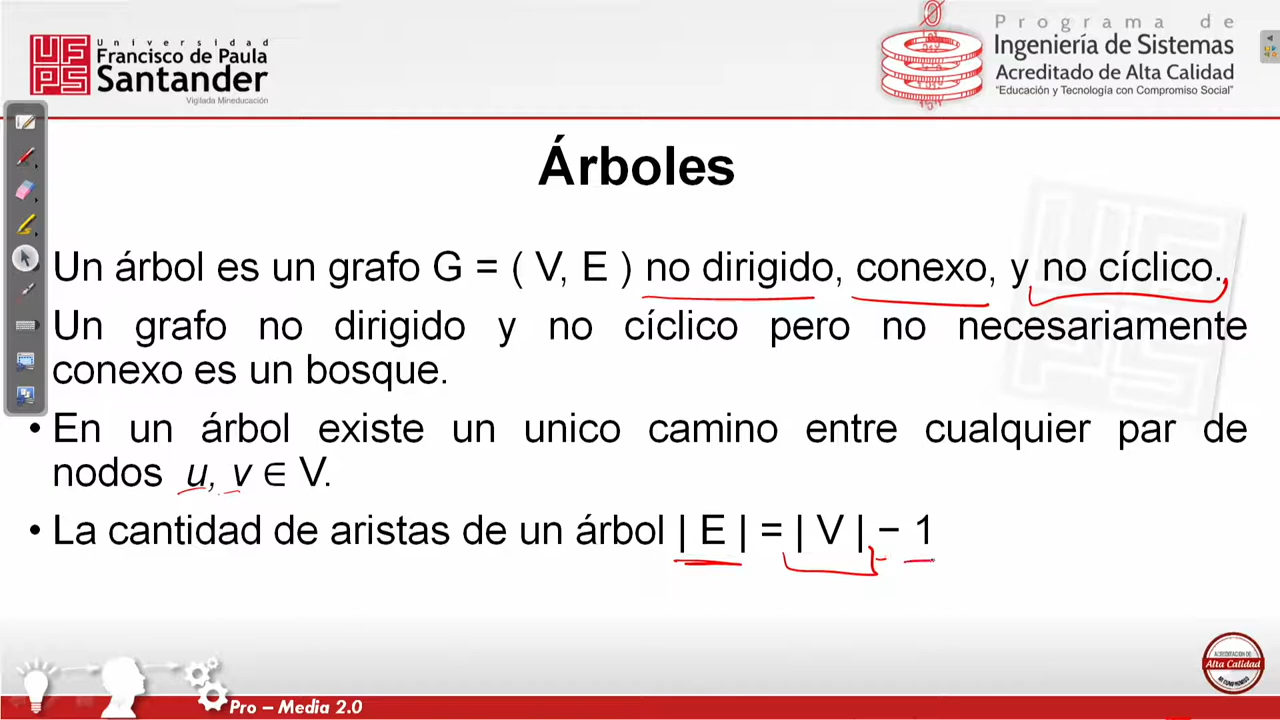 Universidad
Francisco de Paula
Santander
Vigilada Mineducación
Programa de
Ingeniería de Sistemas
Acreditado de Alta Calidad
“Educación y Tecnología con Compromiso Social”
Árboles
Un árbol es un grafo G = ( V, E ) no dirigido, conexo, y no cíclico.
Un grafo no dirigido y no cíclico pero no necesariamente
conexo es un bosque.
• En un árbol existe un unico camino entre cualquier par de
nodos u, v ∈ V.
• La cantidad de aristas de un árbol | E | = | V | − 1
ACREDITACIÓN DE
Alta Calidad
Pro – Media 2.0